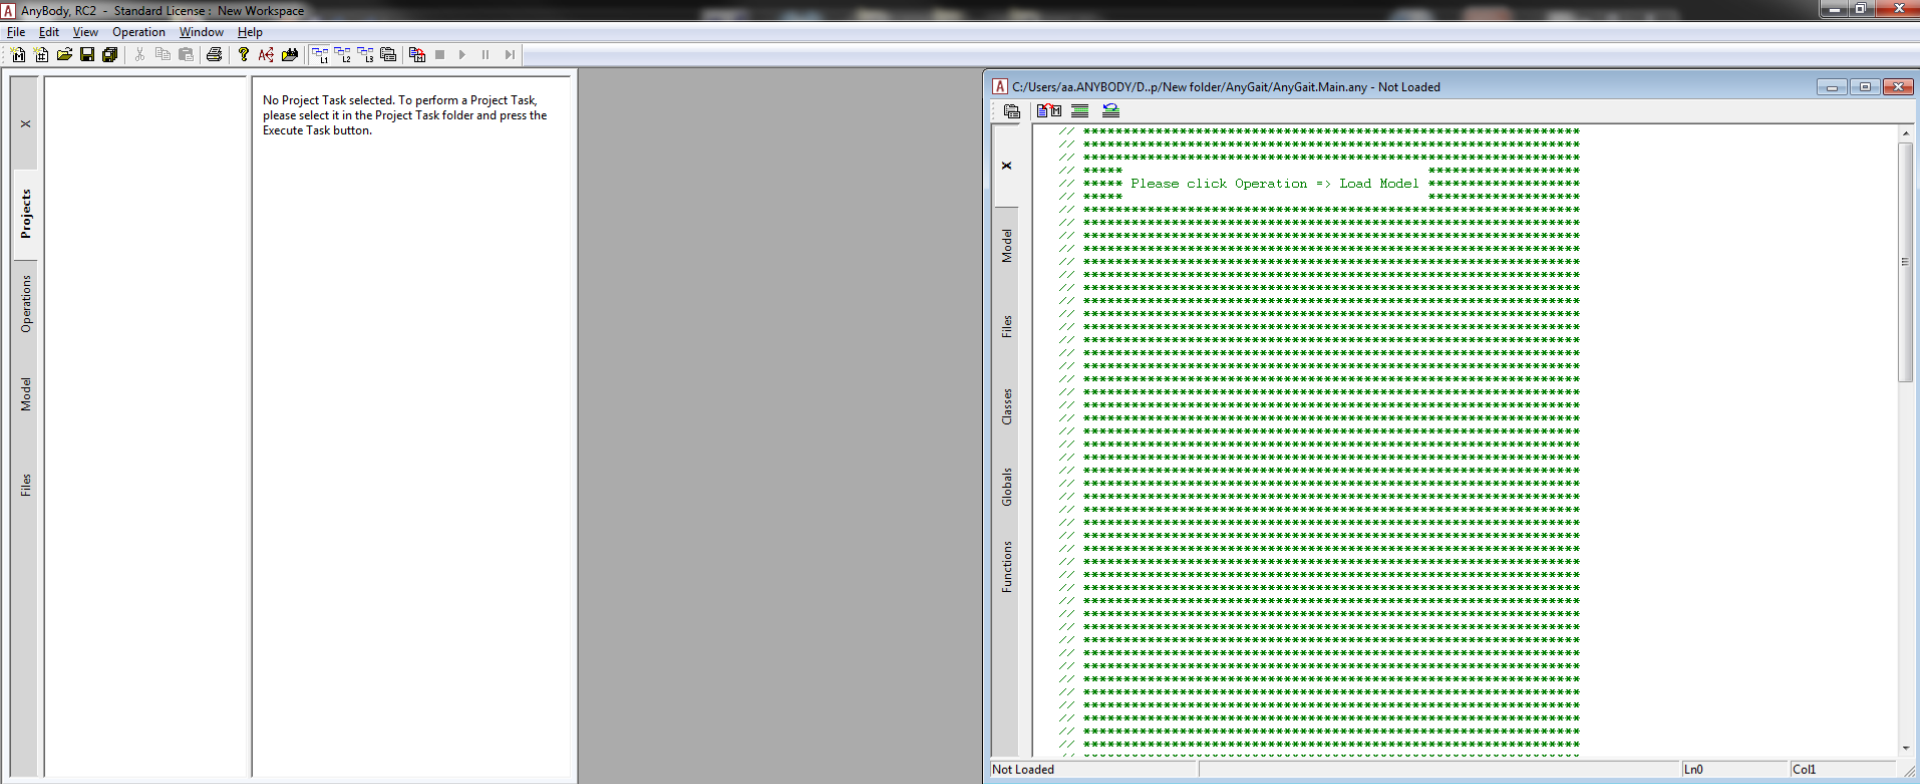 AnyBody, RC2 - Standard License : New Workspace
File Edit View Operation Window Help
L1 L2 L3
X
Projects
Operations
Model
Files
No Project Task selected. To perform a Project Task,
please select it in the Project Task folder and press the
Execute Task button.
C:/Users/aa.ANYBODY/D..p/New folder/AnyGait/AnyGait.Main.any - Not Loaded
X
Model
Files
Classes
Globals
Functions
// ***** Please click Operation => Load Model *******************
Not Loaded
Ln0
Col1